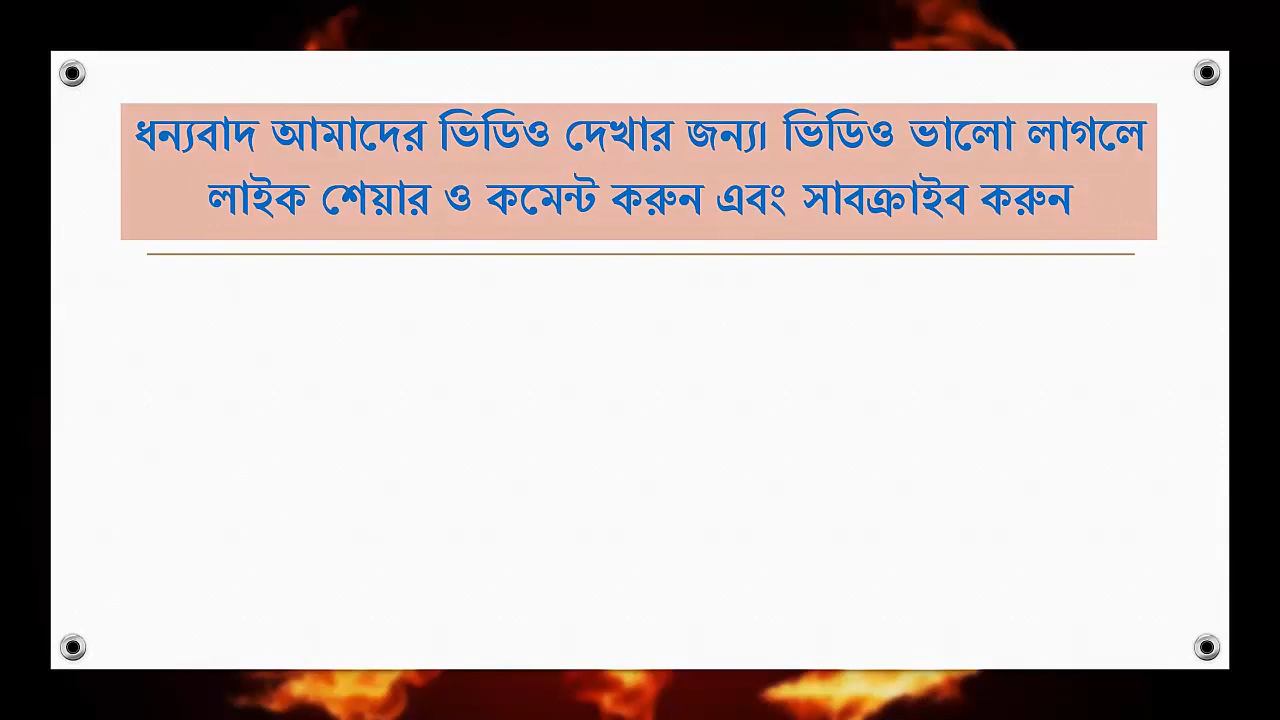 ধন্যবাদ আমাদের ভিডিও দেখার জন্য। ভিডিও ভালো লাগলে
লাইক শেয়ার ও কমেন্ট করুন এবং সাবক্রাইব করুন